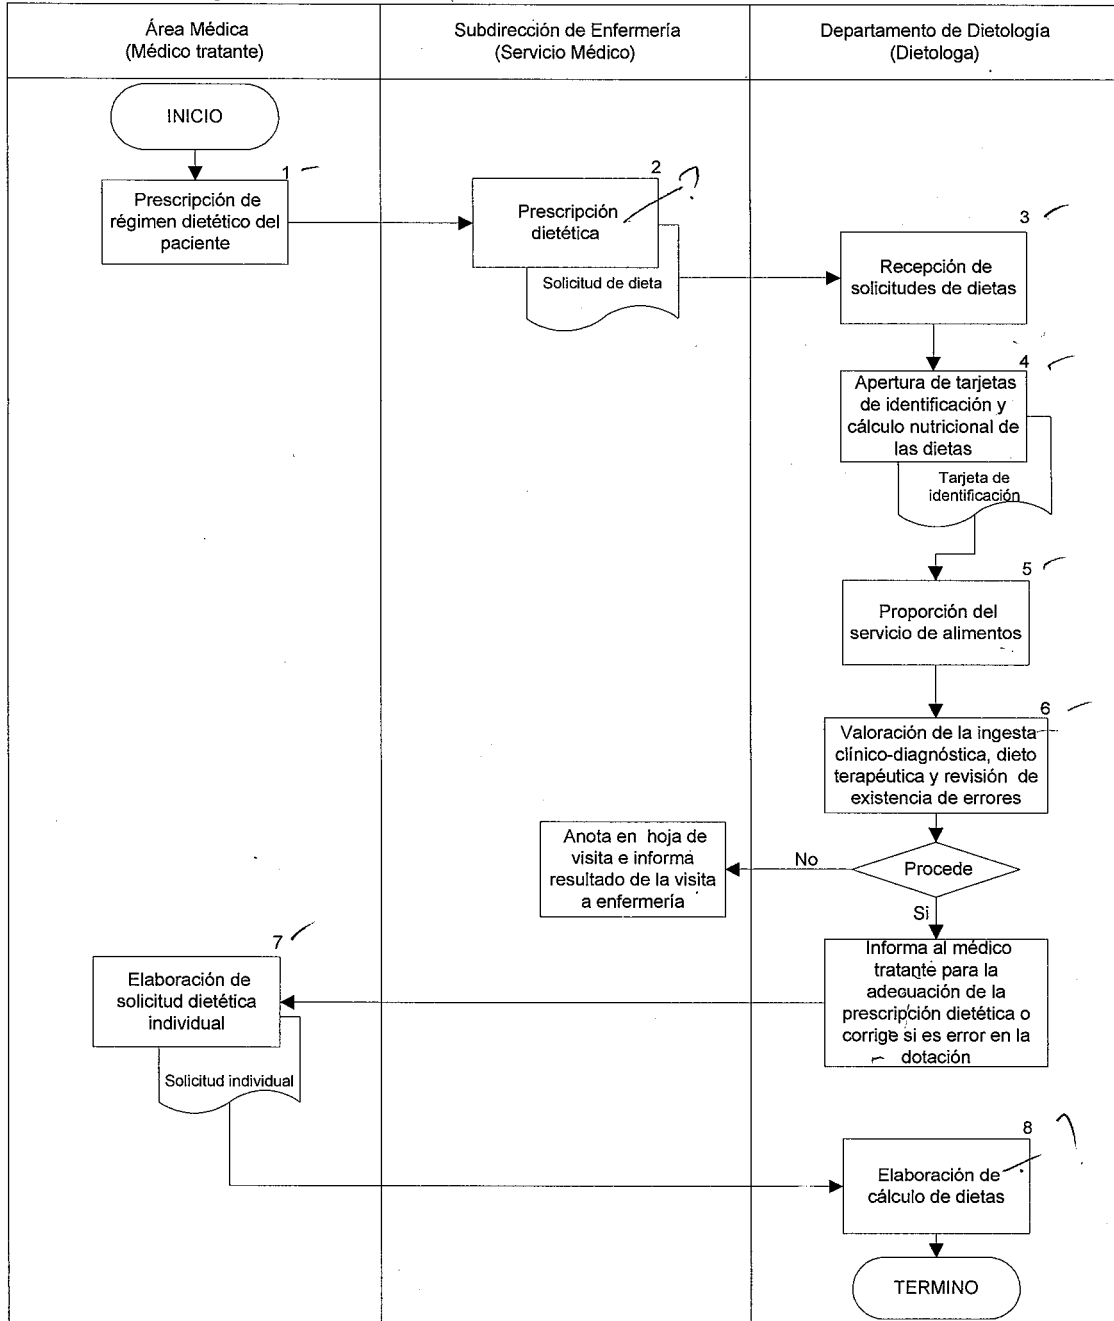 Área Médica
(Médico tratante)
Subdirección de Enfermería
(Servicio Médico)
Departamento de Dietología
(Dietologa)
INICIO
1
Prescripción de
régimen dietético del
paciente
2
?
Prescripción
dietética
Solicitud de dieta
3
Recepción de
solicitudes de dietas
4
Apertura de tarjetas
de identificación y
cálculo nutricional de
las dietas
Tarjeta de
identificación
5
Proporción del
servicio de alimentos
6
Valoración de la ingesta
clínico-diagnóstica, dieto
terapéutica y revisión de
existencia de errores
Procede
No
Anota en hoja de
visita e informa
resultado de la visita
a enfermería
Si
Informa al médico
tratante para la
adecuación de la
prescripción dietética o
corrige si es error en la
dotación
7
Elaboración de
solicitud dietética
individual
Solicitud individual
8
?
Elaboración de
cálculo de dietas
TERMINO